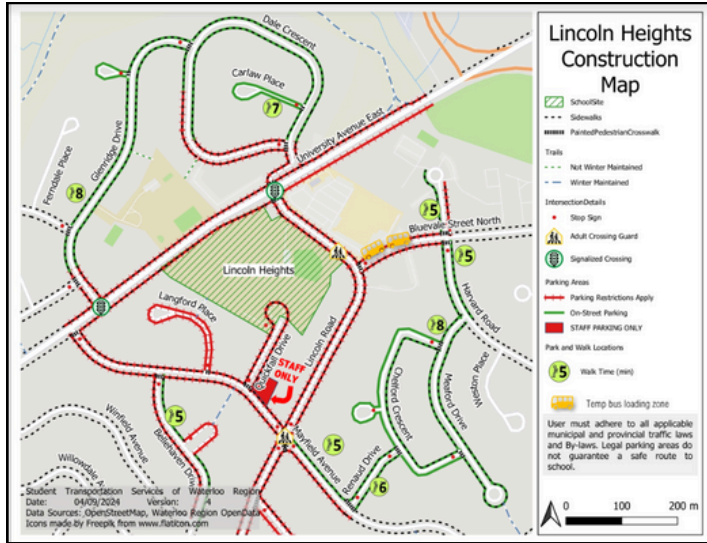 Lincoln Heights
Construction
Map
SchoolSite
Sidewalks
PaintedPedestrianCrosswalk
Trails
Not Winter Maintained
Winter Maintained
IntersectionDetails
Stop Sign
Adult Crossing Guard
Signalized Crossing
Parking Areas
Parking Restrictions Apply
On-Street Parking
STAFF PARKING ONLY
Park and Walk Locations
5 Walk Time (min)
Temp bus loading zone
User must adhere to all applicable
municipal and provincial traffic laws
and By-laws. Legal parking areas do
not guarantee a safe route to
school.
0 100 200 m
Dale Crescent
Carlaw Place
7
University Avenue East
Glenridge Drive
Ferndale Place
8
5
Bluevale Street North
5
Lincoln Heights
Langford Place
Harvard Road
8
Quickfall Drive
Lincoln Road
STAFF
ONLY
Chelford Crescent
Meaford Drive
Weston Place
5
Winfield Avenue
Bellehaven Drive
Mayfield Avenue
5
Renaud Drive
6
Willowdale
Student Transportation Services of Waterloo Region
Date: 04/09/2024 Version: 4
Data Sources: OpenStreetMap, Waterloo Region OpenData
Icons made by Freepik from www.flaticon.com